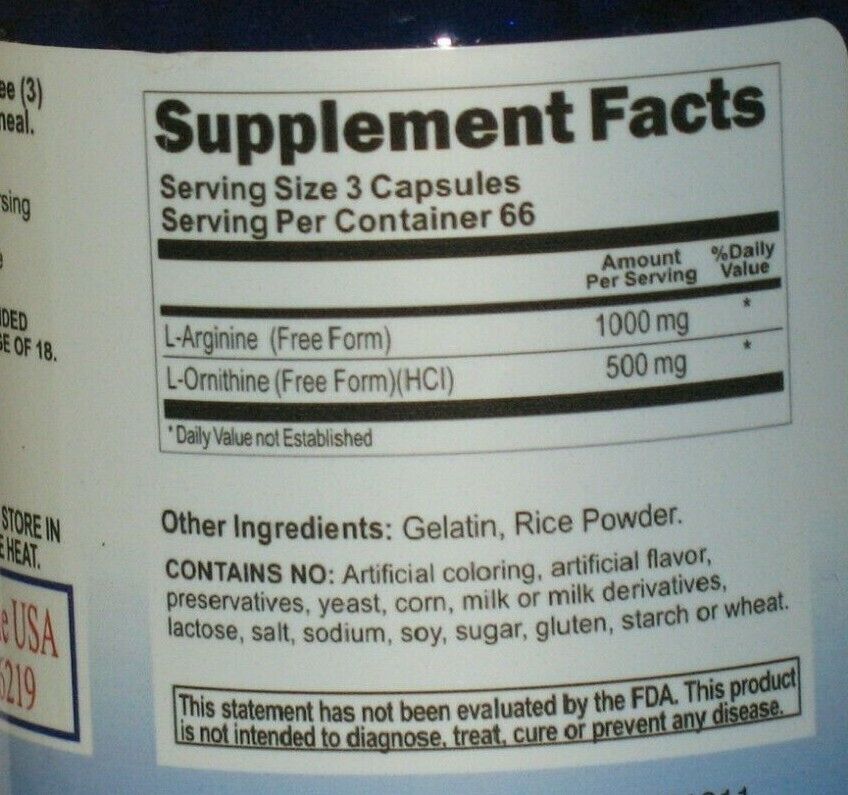 ee (3)
neal.
rsing
e
DED
GE OF 18.
STORE IN
E HEAT.
e USA
6219
Supplement Facts
Serving Size 3 Capsules
Serving Per Container 66
Amount Per Serving %Daily Value
L-Arginine (Free Form) 1000 mg *
L-Ornithine (Free Form)(HCI) 500 mg *
*Daily Value not Established
Other Ingredients: Gelatin, Rice Powder.
CONTAINS NO: Artificial coloring, artificial flavor,
preservatives, yeast, corn, milk or milk derivatives,
lactose, salt, sodium, soy, sugar, gluten, starch or wheat.
This statement has not been evaluated by the FDA. This product
is not intended to diagnose, treat, cure or prevent any disease.